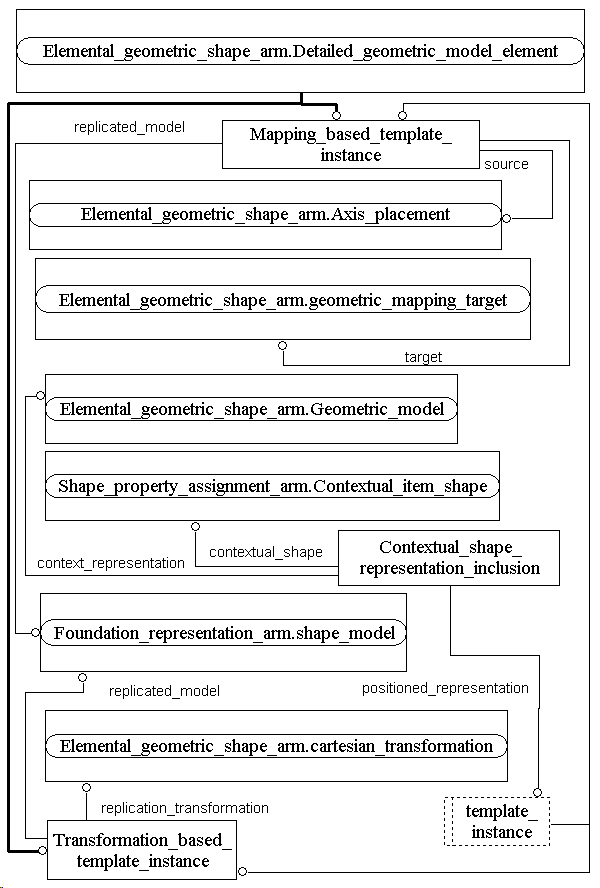 Elemental_geometric_shape_arm.Detailed_geometric_model_element
replicated_model
Mapping_based_template_
instance
source
Elemental_geometric_shape_arm.Axis_placement
Elemental_geometric_shape_arm.geometric_mapping_target
target
Elemental_geometric_shape_arm.Geometric_model
Shape_property_assignment_arm.Contextual_item_shape
contextual_shape
context_representation
Contextual_shape_
representation_inclusion
Foundation_representation_arm.shape_model
replicated_model
positioned_representation
Elemental_geometric_shape_arm.cartesian_transformation
replication_transformation
template_
instance
Transformation_based_
template_instance